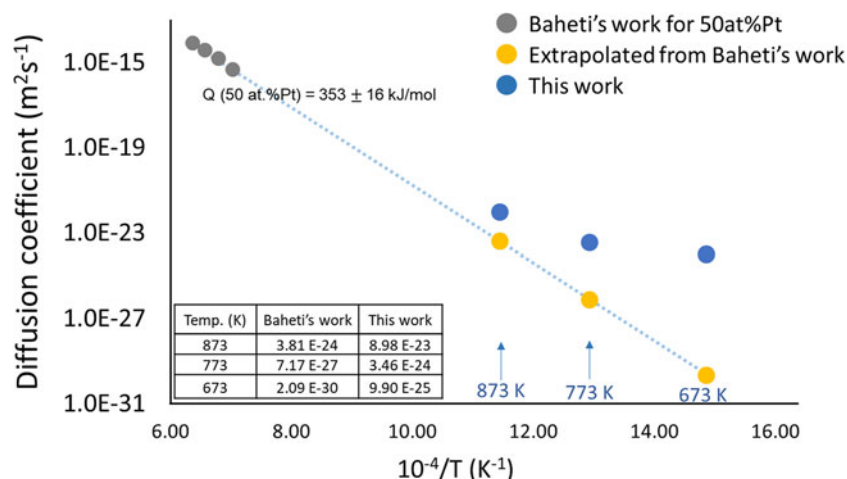 Baheti's work for 50at%Pt
Extrapolated from Baheti's work
This work
Q (50 at.%Pt) = 353 ± 16 kJ/mol
Diffusion coefficient (m²s⁻¹)
1.0E-15
1.0E-19
1.0E-23
1.0E-27
1.0E-31
Temp. (K) Baheti's work This work
873 3.81 E-24 8.98 E-23
773 7.17 E-27 3.46 E-24
673 2.09 E-30 9.90 E-25
873 K 773 K 673 K
6.00 8.00 10.00 12.00 14.00 16.00
10⁻⁴/T (K⁻¹)